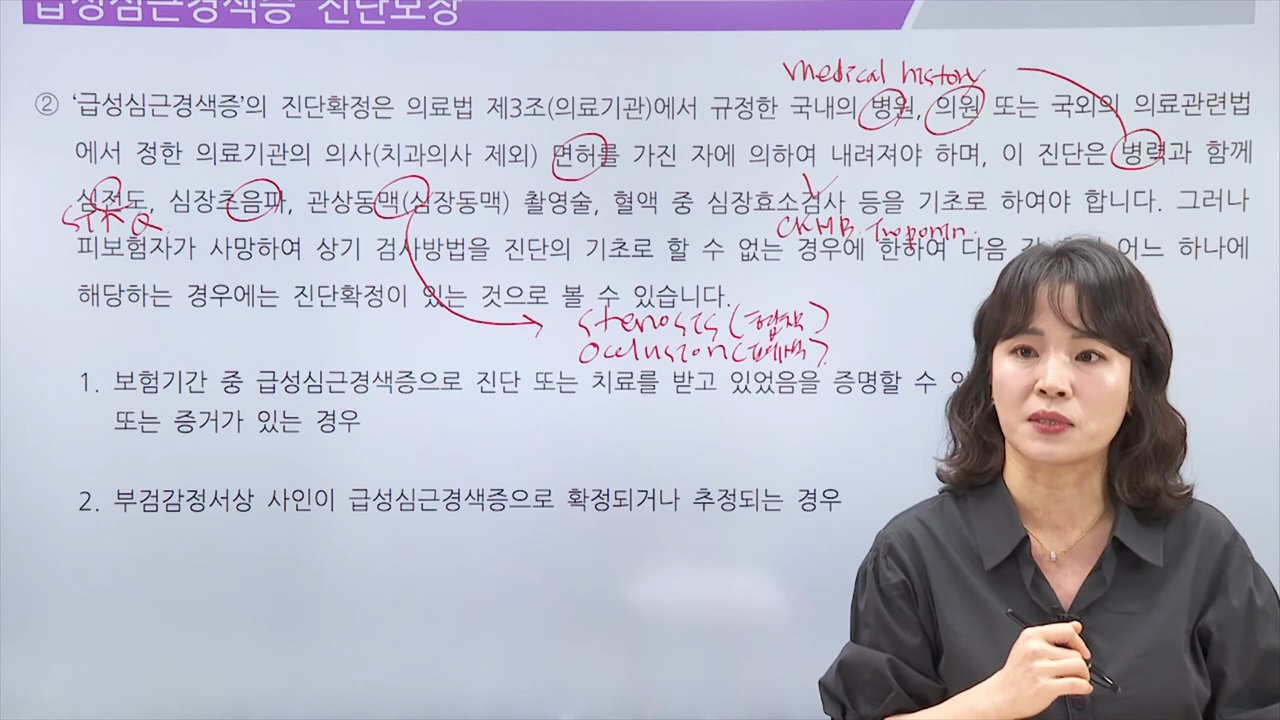 급성심근경색증 진단보장
medical history
② '급성심근경색증'의 진단확정은 의료법 제3조(의료기관)에서 규정한 국내의 병원, 의원 또는 국외의 의료관련법
에서 정한 의료기관의 의사(치과의사 제외) 면허를 가진 자에 의하여 내려져야 하며, 이 진단은 병력과 함께
심전도, 심장초음파, 관상동맥(심장동맥) 촬영술, 혈액 중 심장효소검사 등을 기초로 하여야 합니다. 그러나
CKMB. Troponin.
피보험자가 사망하여 상기 검사방법을 진단의 기초로 할 수 없는 경우에 한하여 다음 어느 하나에
해당하는 경우에는 진단확정이 있는 것으로 볼 수 있습니다.
stenosis (협착)
occlusion (폐색)
1. 보험기간 중 급성심근경색증으로 진단 또는 치료를 받고 있었음을 증명할 수
또는 증거가 있는 경우
2. 부검감정서상 사인이 급성심근경색증으로 확정되거나 추정되는 경우